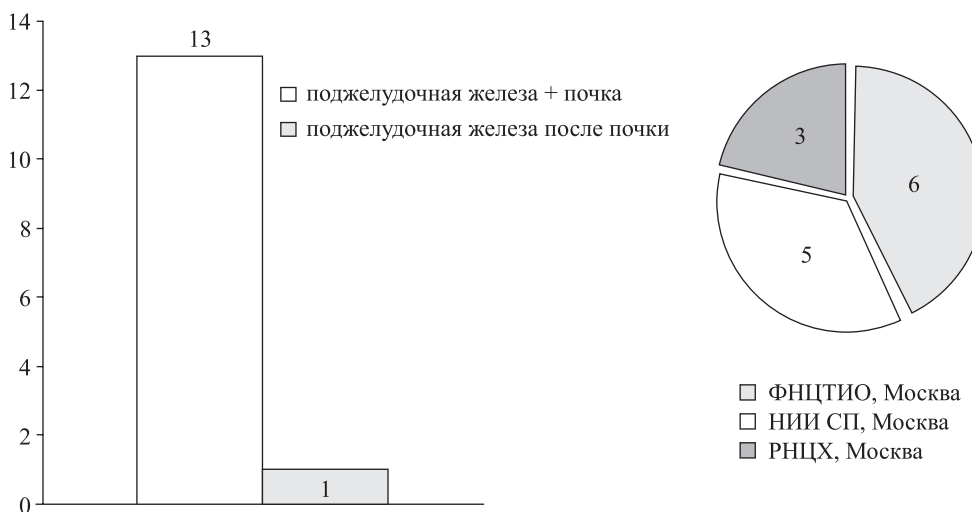 14
12
10
8
6
4
2
0
13
1
поджелудочная железа + почка
поджелудочная железа после почки
3
6
5
ФНЦТИО, Москва
НИИ СП, Москва
РНЦХ, Москва